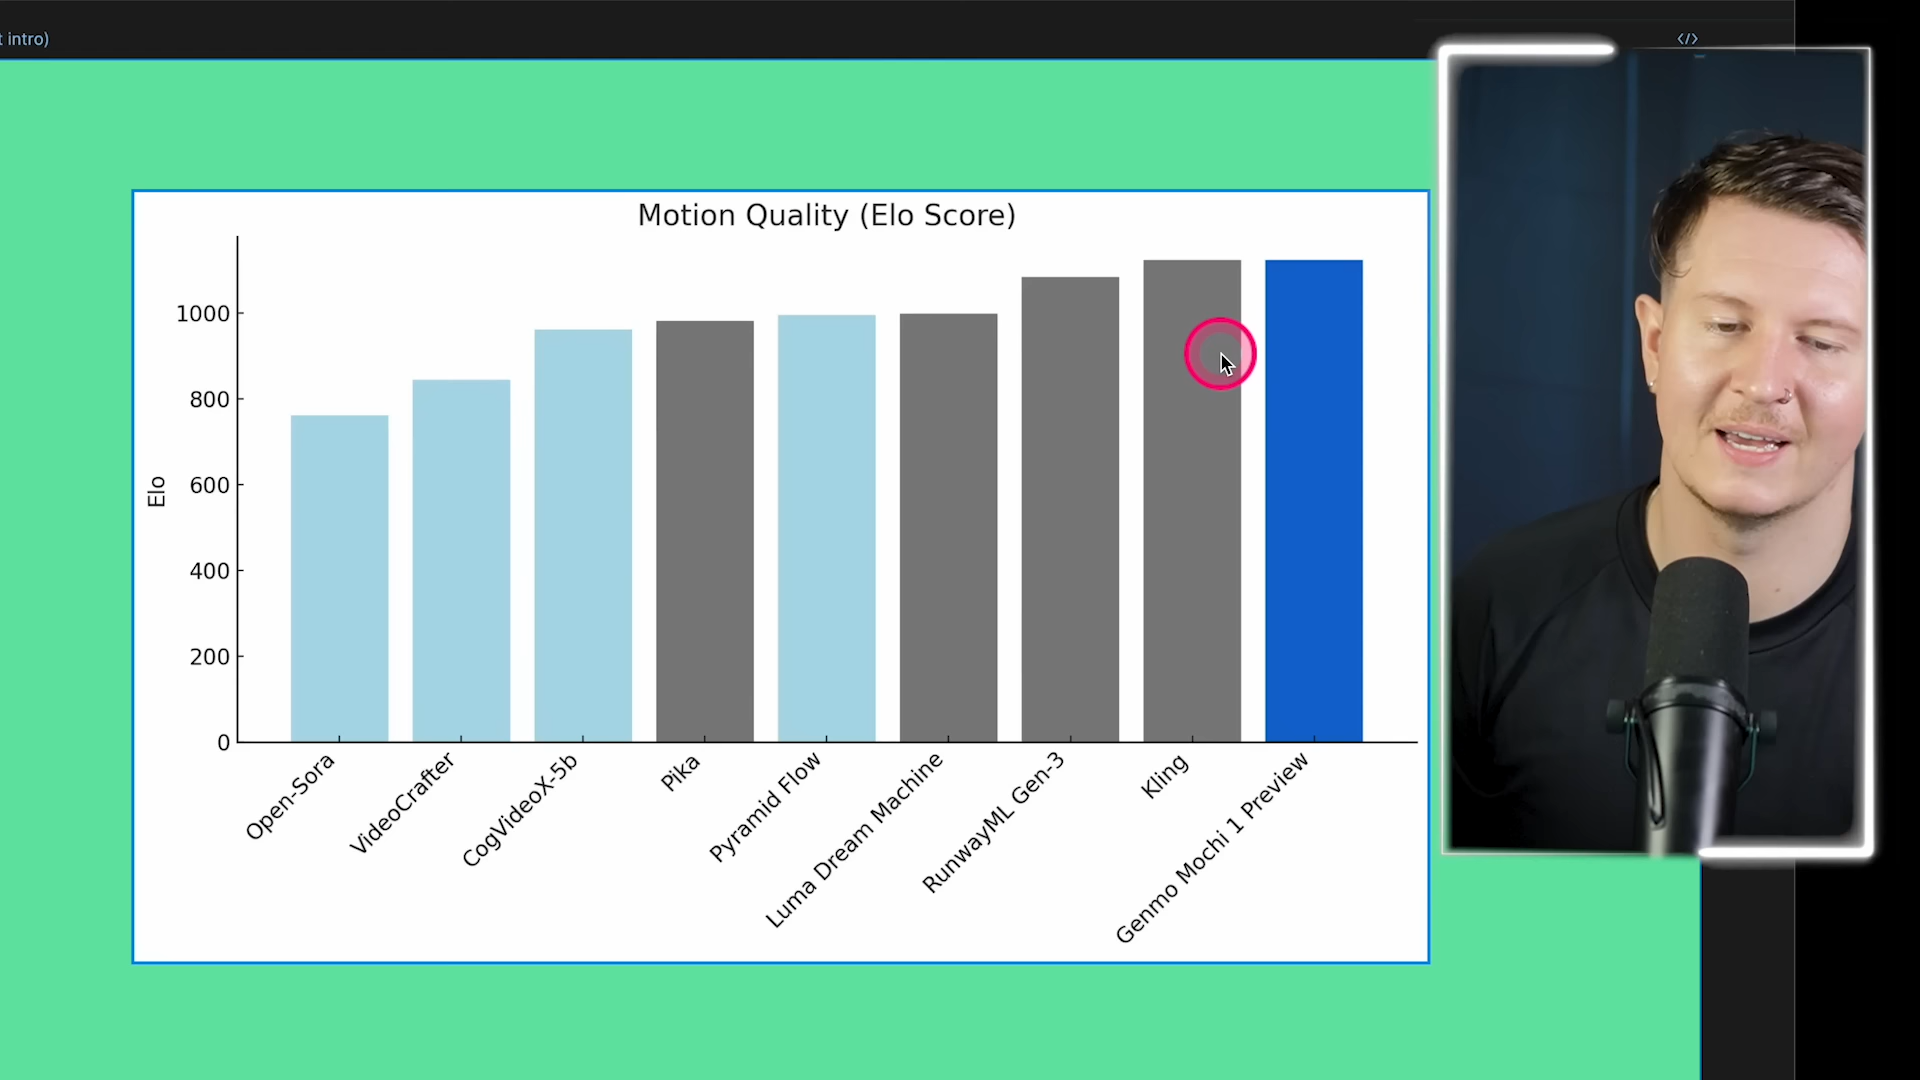 t intro)
</>
Motion Quality (Elo Score)
Elo
1000
800
600
400
200
0
Open-Sora
VideoCrafter
CogVideoX-5b
Pika
Pyramid Flow
Luma Dream Machine
RunwayML Gen-3
Kling
Genmo Mochi 1 Preview